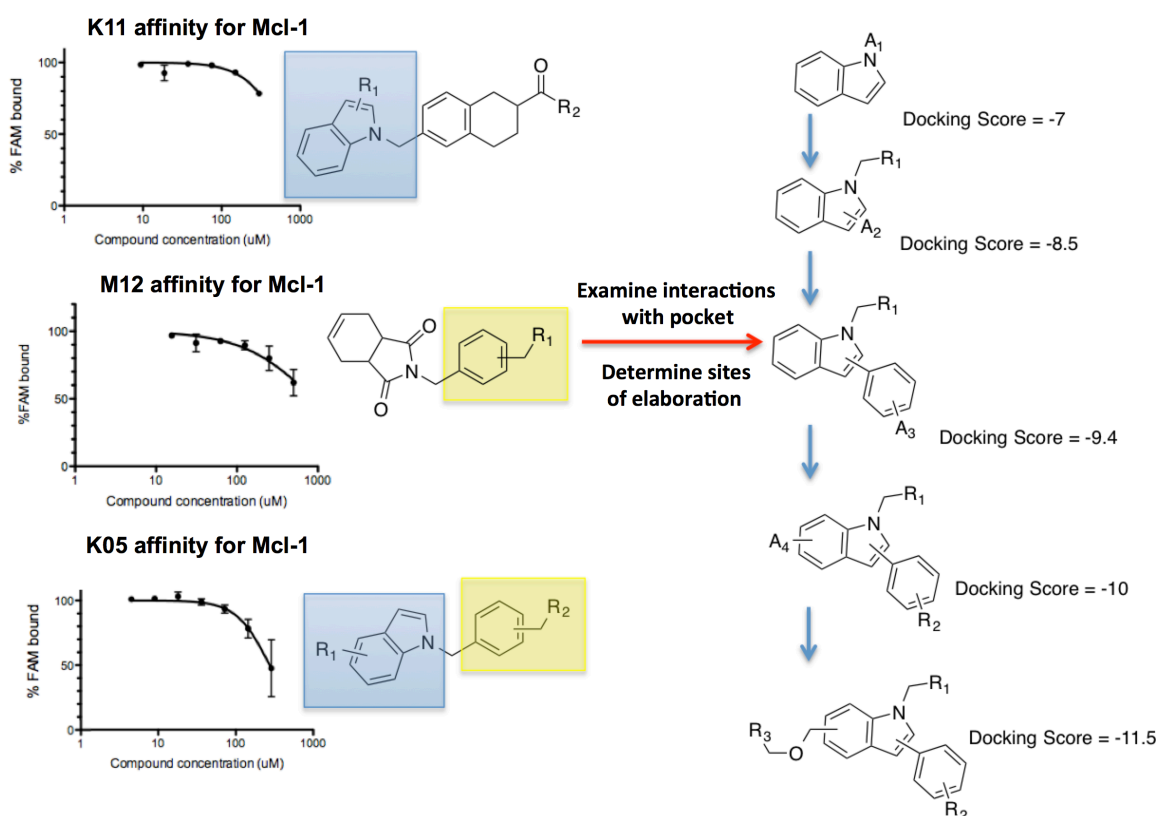 K11 affinity for Mcl-1
% FAM bound
100
50
0
1
10
100
1000
Compound concentration (uM)
R1
N
O
R2
M12 affinity for Mcl-1
%FAM bound
100
50
0
1
10
100
1000
Compound concentration (uM)
O
N
O
R1
K05 affinity for Mcl-1
% FAM bound
100
50
0
1
10
100
1000
Compound concentration (uM)
R1
N
R2
Examine interactions
with pocket
Determine sites
of elaboration
A1
N
Docking Score = -7
R1
N
A2
Docking Score = -8.5
R1
N
A3
Docking Score = -9.4
R1
N
A4
R2
Docking Score = -10
R1
N
R3
O
Docking Score = -11.5